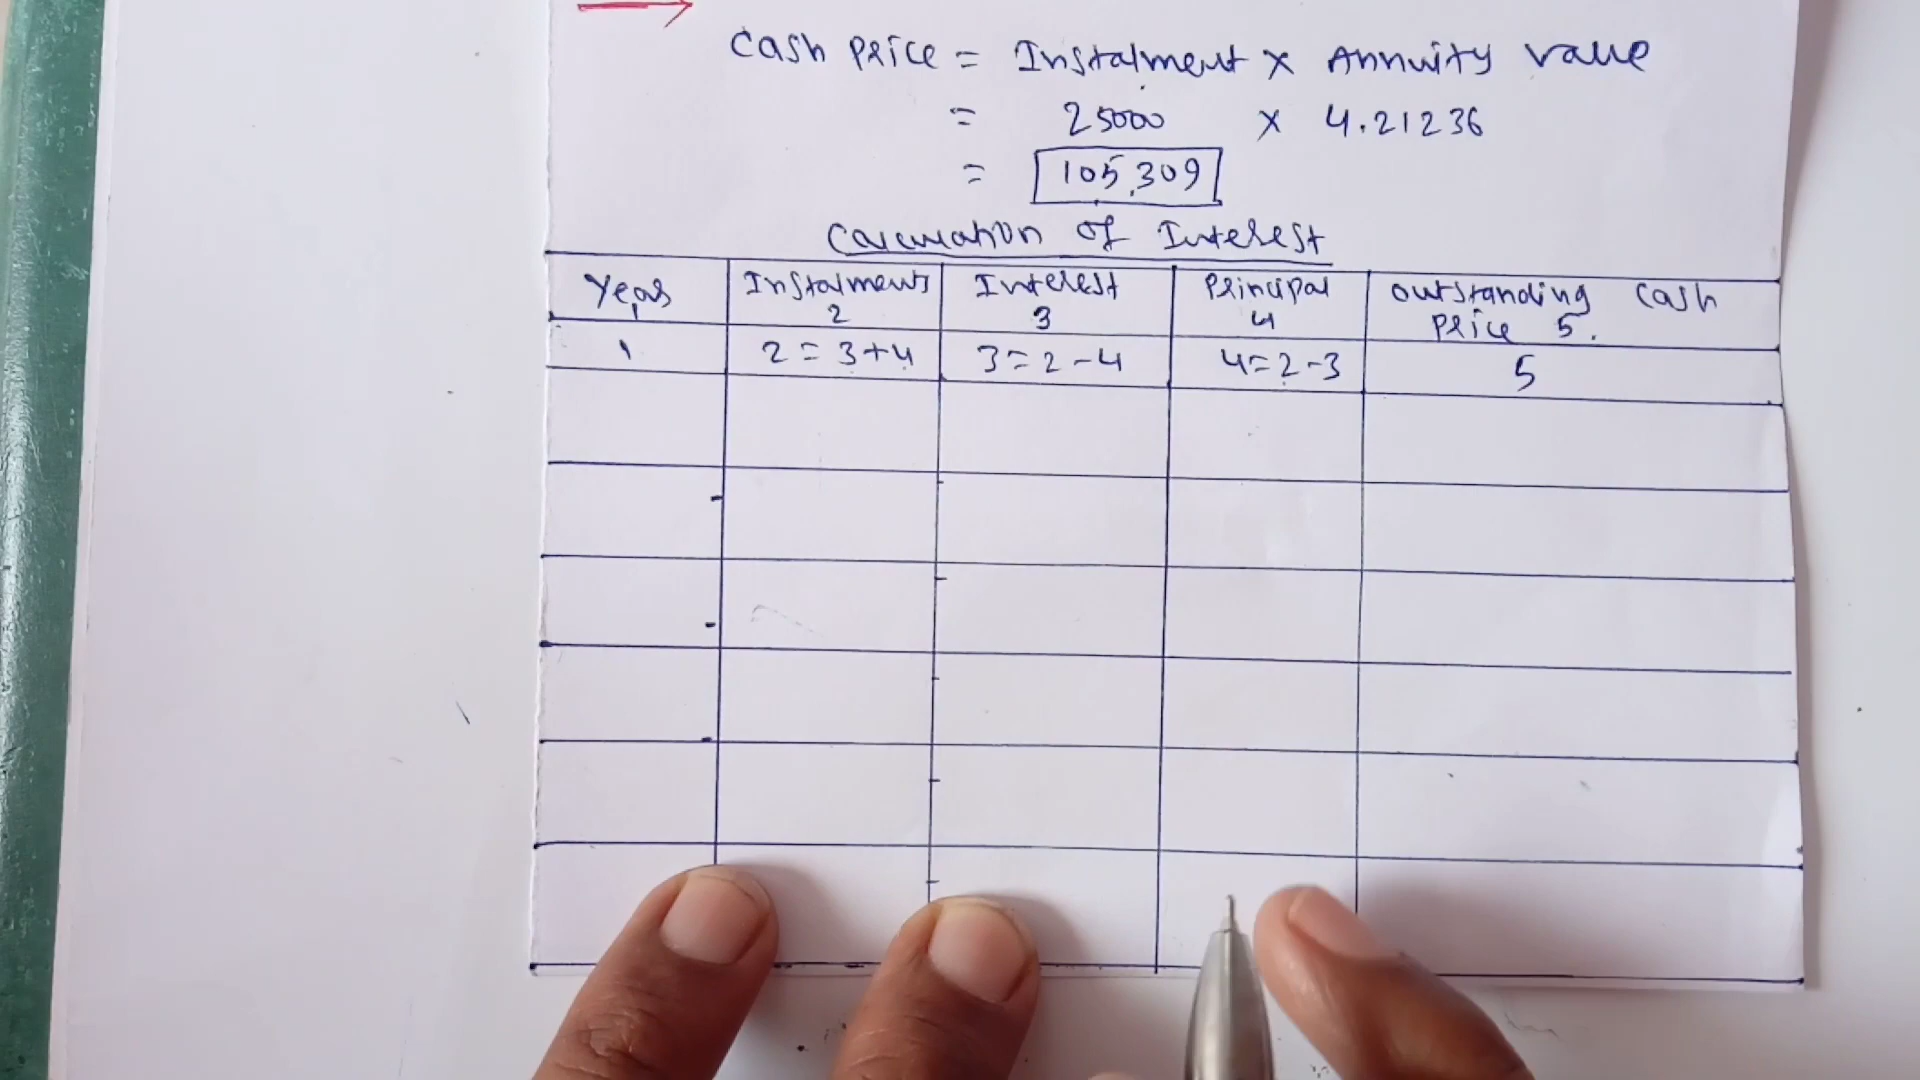 Cash Price = Instalment x Annuity value
= 25000 x 4.21236
= 105,309
Calculation of Interest
Years Instalments Interest Principal Outstanding Cash
1 2 3 4 Price 5.
1 2 = 3+4 3 = 2-4 4 = 2-3 5